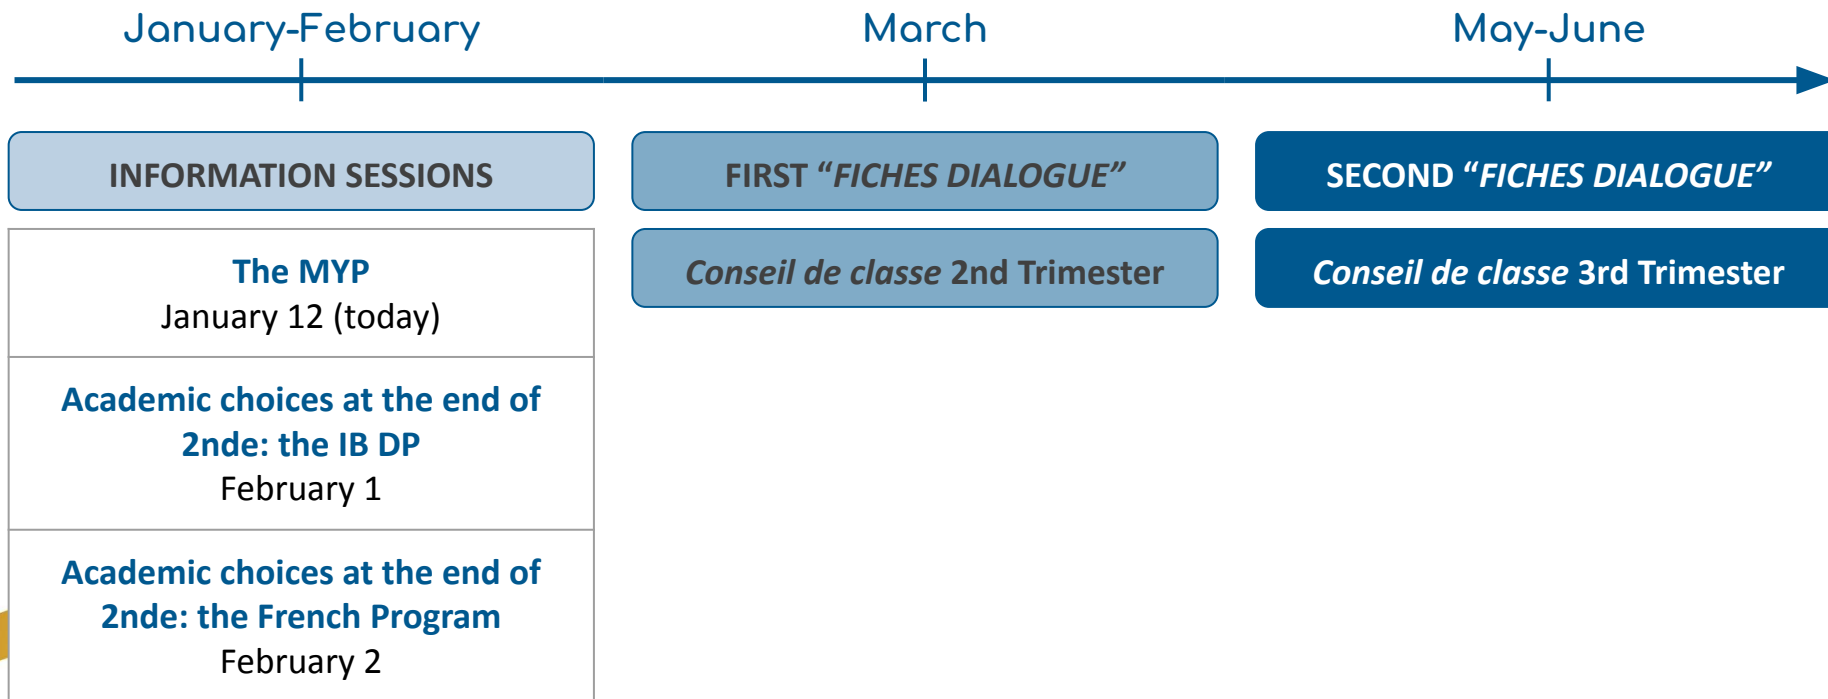 January-February
March
May-June
INFORMATION SESSIONS
FIRST “FICHES DIALOGUE”
SECOND “FICHES DIALOGUE”
The MYP
January 12 (today)
Conseil de classe 2nd Trimester
Conseil de classe 3rd Trimester
Academic choices at the end of
2nde: the IB DP
February 1
Academic choices at the end of
2nde: the French Program
February 2